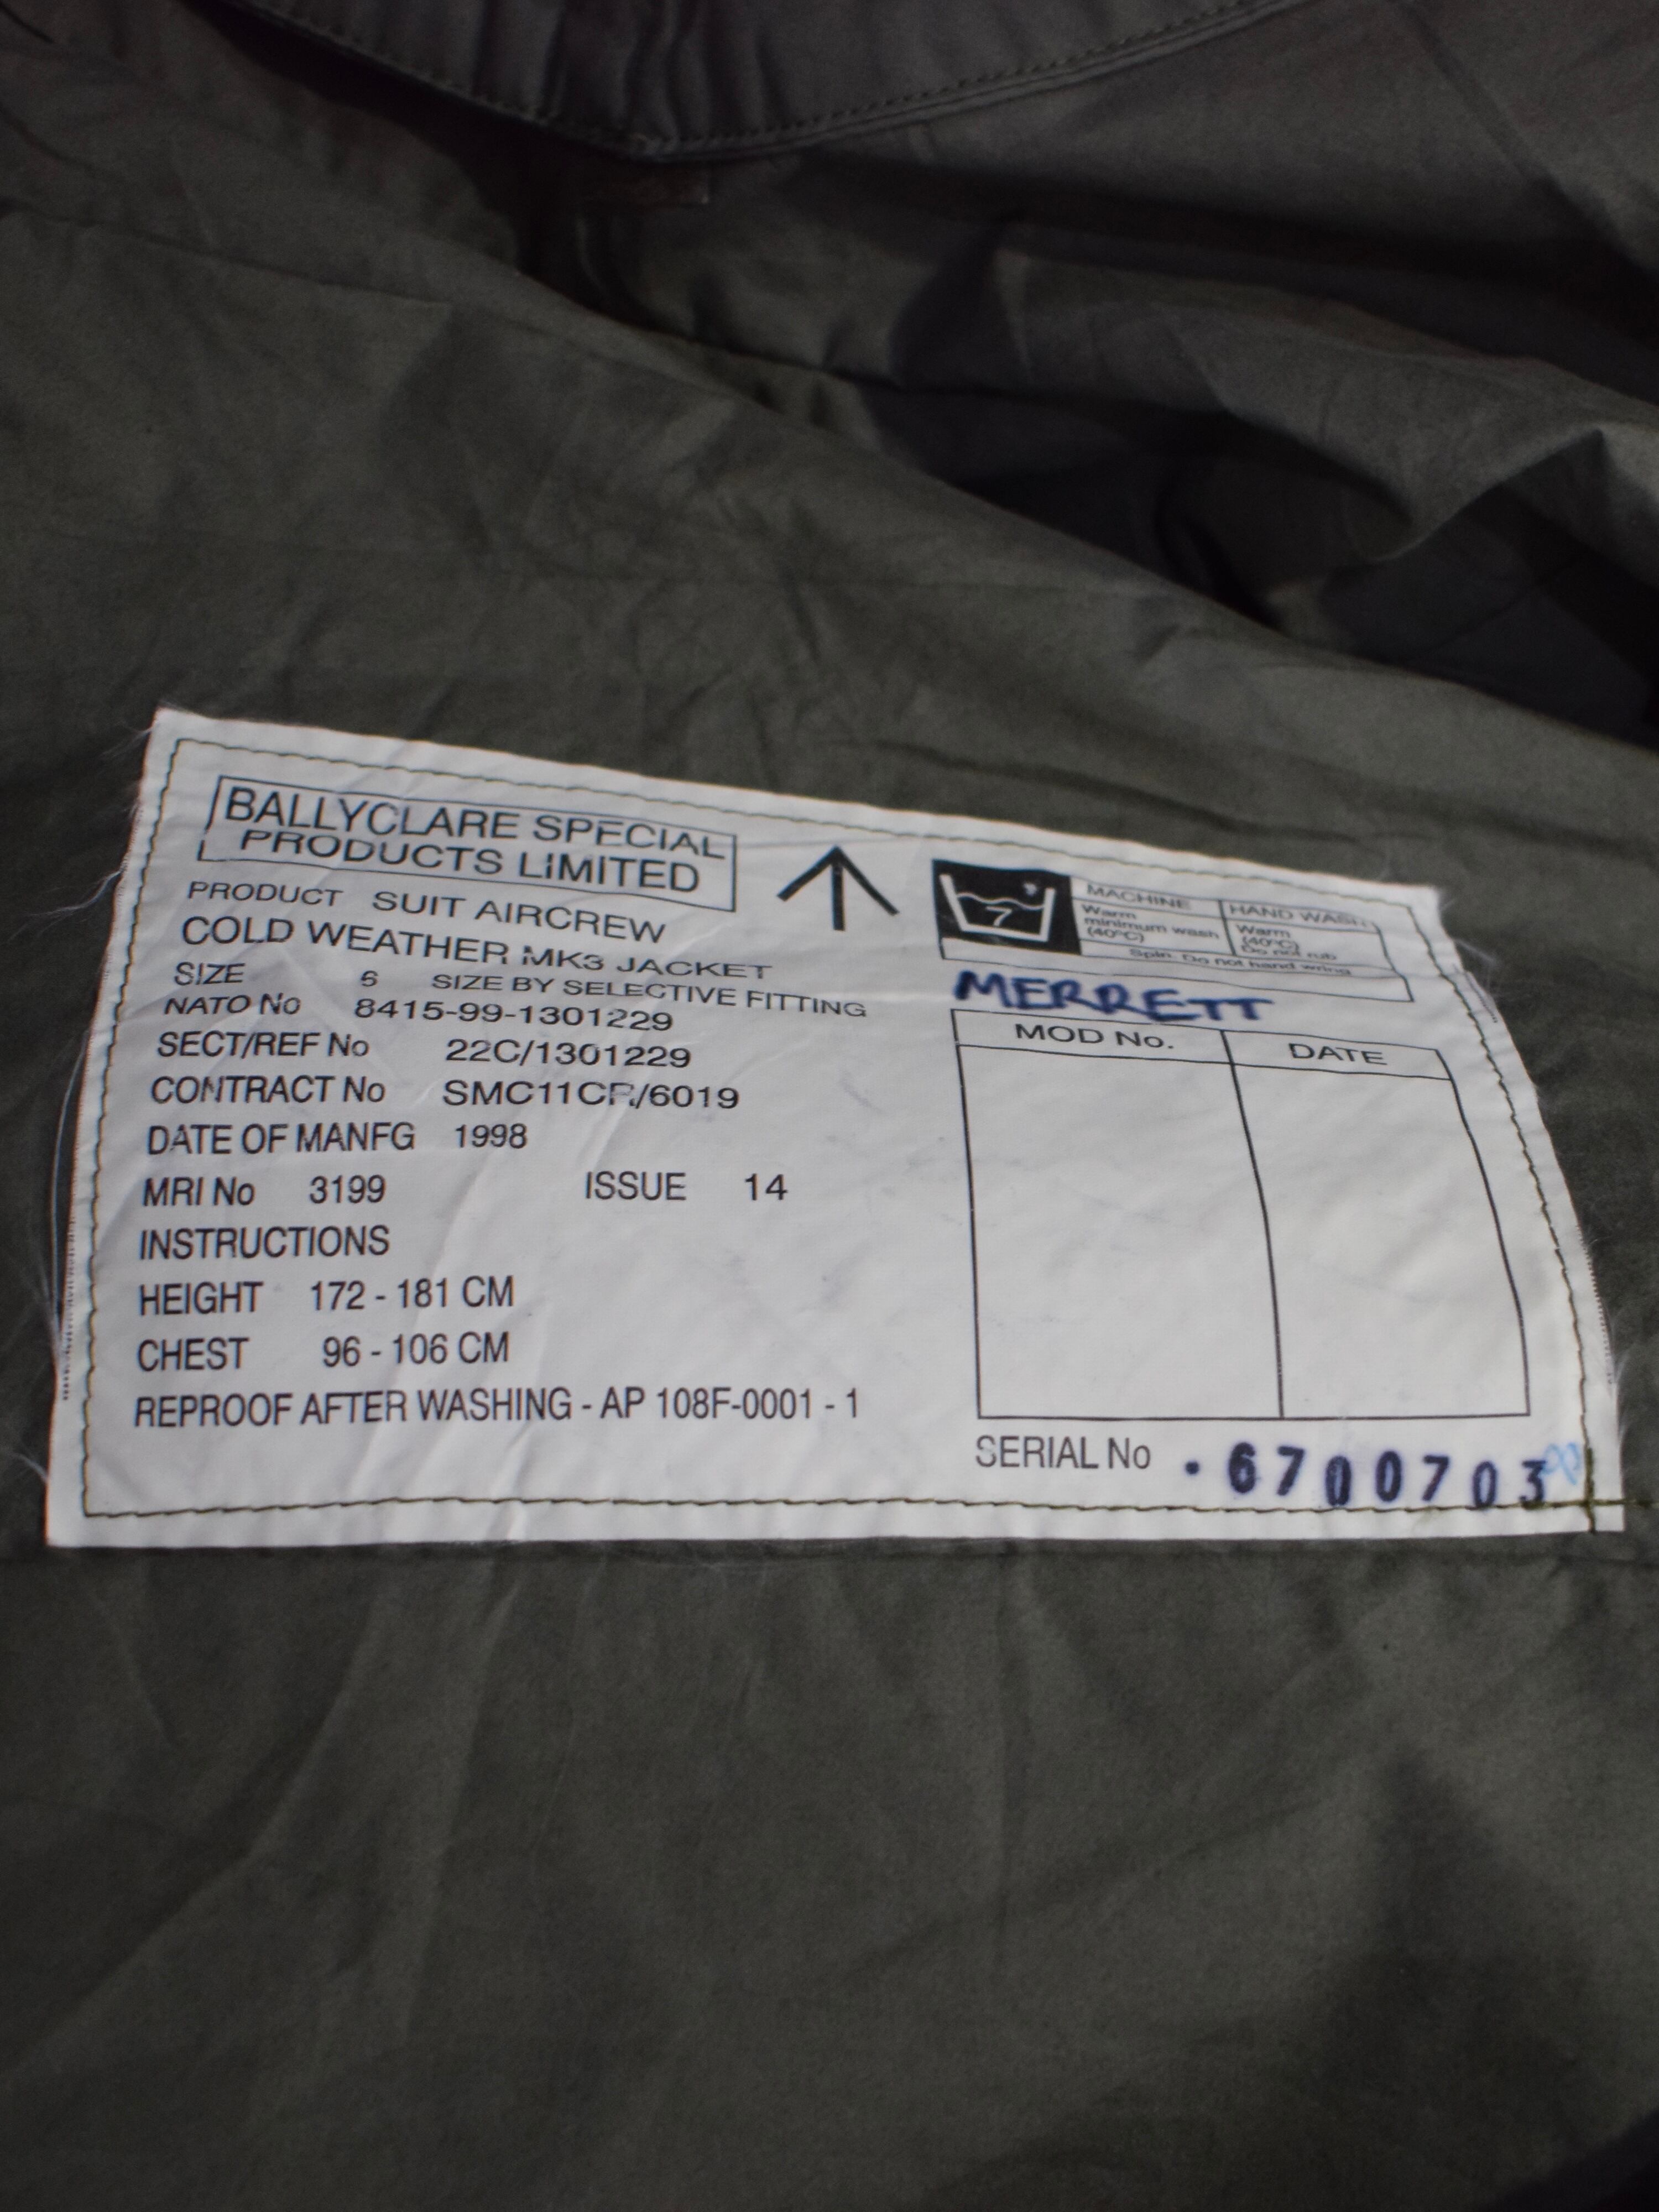 BALLYCLARE SPECIAL
PRODUCTS LIMITED
PRODUCT SUIT AIRCREW
COLD WEATHER MK3 JACKET
SIZE 6 SIZE BY SELECTIVE FITTING
NATO No 8415-99-1301229
SECT/REF No 22C/1301229
CONTRACT No SMC11CR/6019
DATE OF MANFG 1998
MRI No 3199 ISSUE 14
INSTRUCTIONS
HEIGHT 172 - 181 CM
CHEST 96 - 106 CM
REPROOF AFTER WASHING - AP 108F-0001 - 1
7
MACHINE
Warm
minimum wash
(40°C)
HAND WASH
Warm
(40°C)
Do not rub
Spin. Do not hand wring
MERRETT
MOD No. DATE
SERIAL No . 6700703